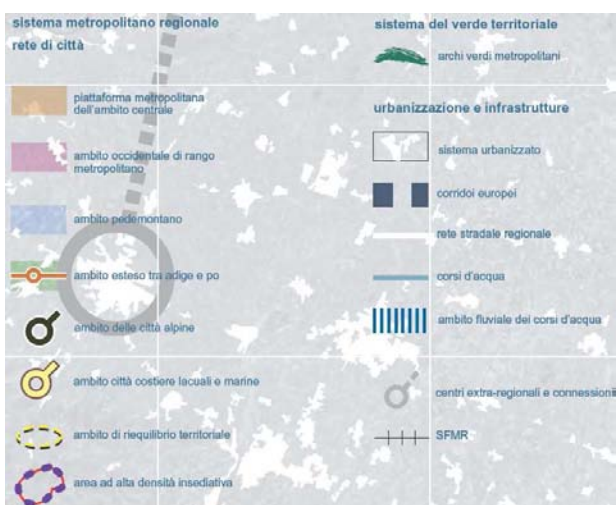 sistema metropolitano regionale
rete di città
piattaforma metropolitana
dell'ambito centrale
ambito occidentale di rango
metropolitano
ambito pedemontano
ambito esteso tra adige e po
ambito delle città alpine
ambito città costiere lacuali e marine
ambito di riequilibrio territoriale
area ad alta densità insediativa
sistema del verde territoriale
archi verdi metropolitani
urbanizzazione e infrastrutture
sistema urbanizzato
corridoi europei
rete stradale regionale
corsi d'acqua
ambito fluviale dei corsi d'acqua
centri extra-regionali e connessioni
SFMR